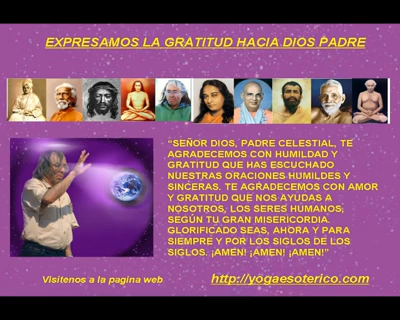 EXPRESAMOS LA GRATITUD HACIA DIOS PADRE
“SEÑOR DIOS, PADRE CELESTIAL, TE
AGRADECEMOS CON HUMILDAD Y
GRATITUD QUE HAS ESCUCHADO
NUESTRAS ORACIONES HUMILDES Y
SINCERAS. TE AGRADECEMOS CON AMOR
Y GRATITUD QUE NOS AYUDAS A
NOSOTROS, LOS SERES HUMANOS,
SEGÚN TU GRAN MISERICORDIA.
GLORIFICADO SEAS, AHORA Y PARA
SIEMPRE Y POR LOS SIGLOS DE LOS
SIGLOS. ¡AMEN! ¡AMEN! ¡AMEN!”
Visitenos a la pagina web http://yogaesoterico.com